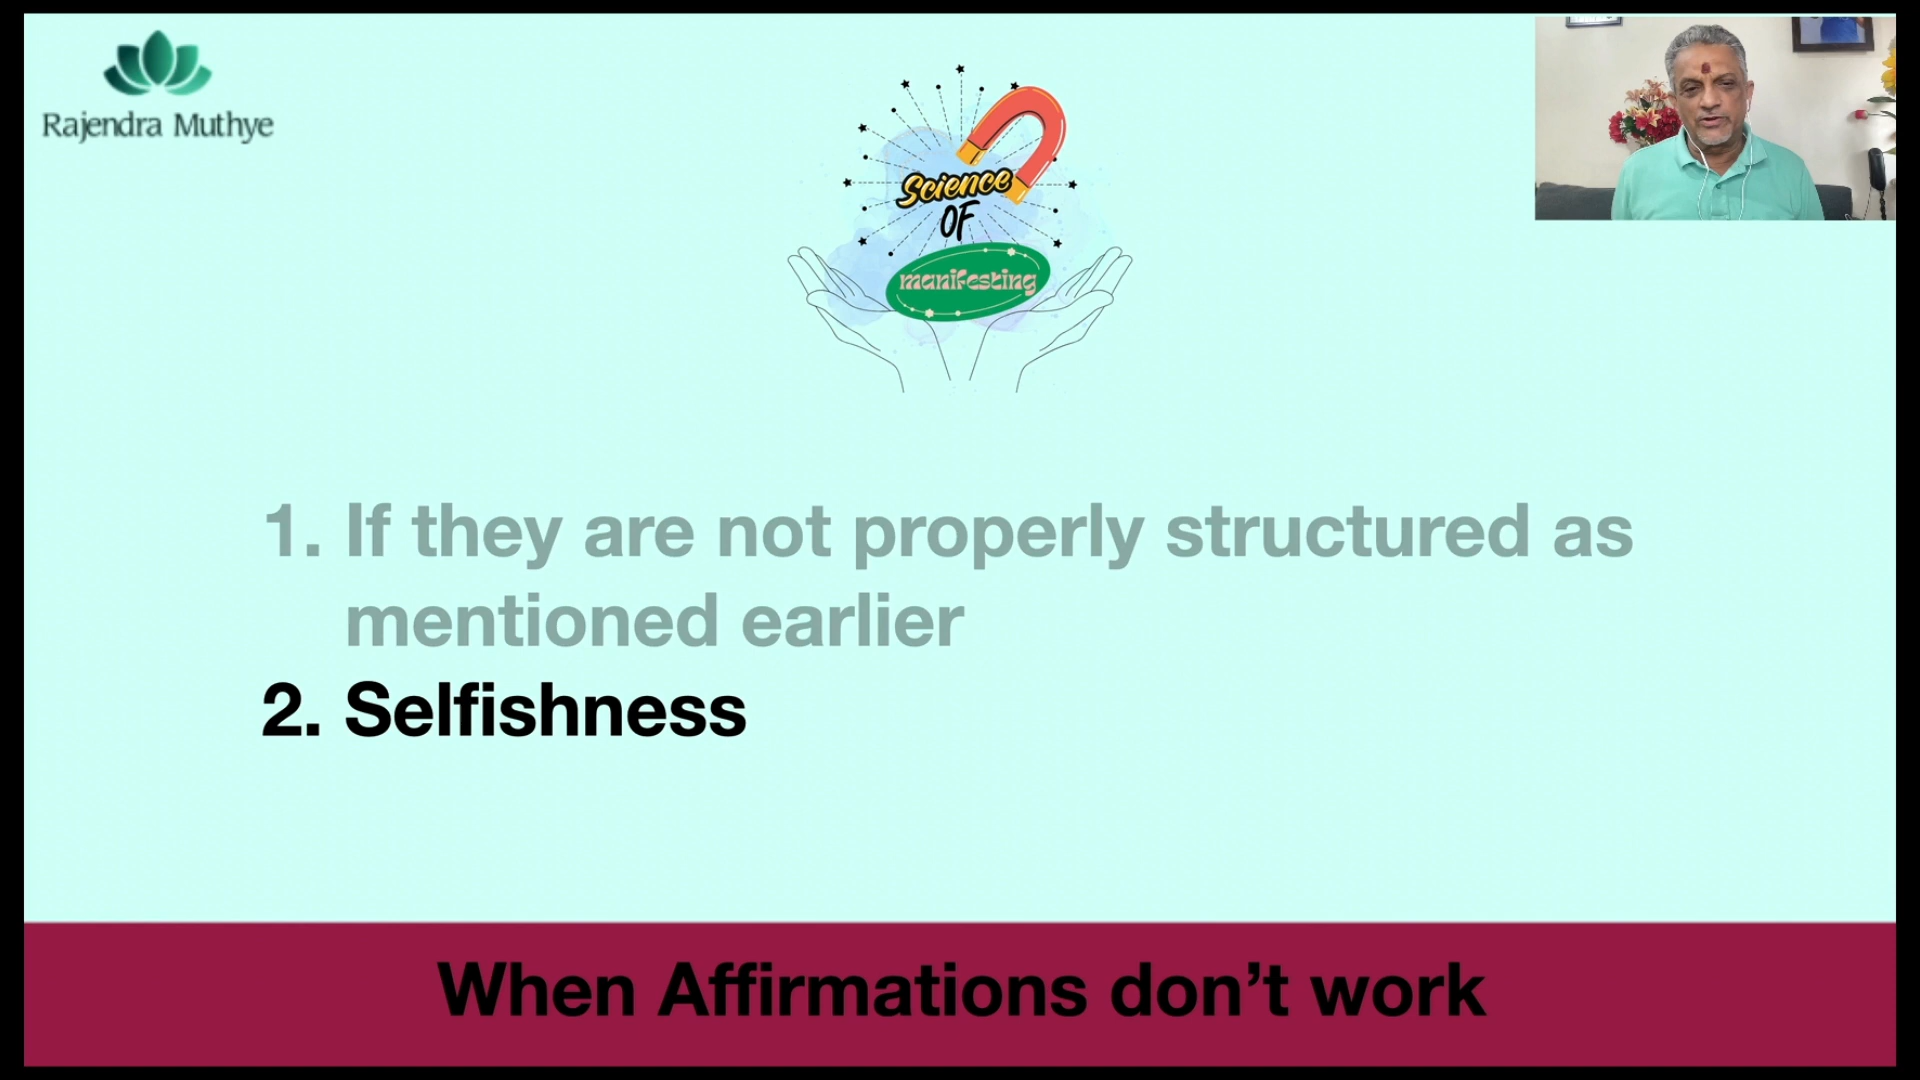 Rajendra Muthye
Science
OF
manifesting
1. If they are not properly structured as
mentioned earlier
2. Selfishness
When Affirmations don’t work